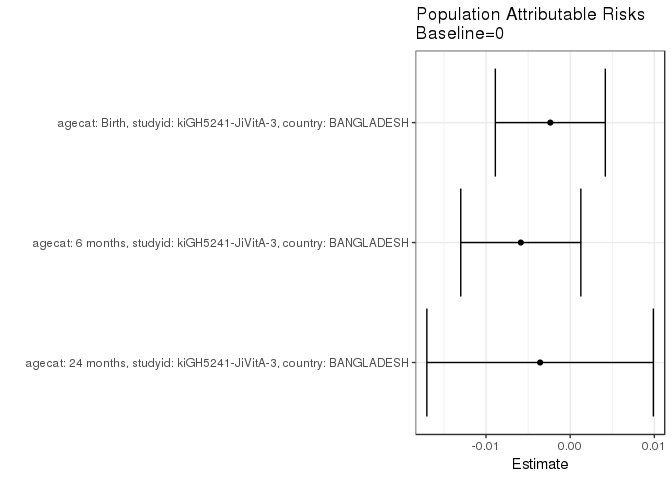 Population Attributable Risks
Baseline=0
agecat: Birth, studyid: kiGH5241-JiVitA-3, country: BANGLADESH
agecat: 6 months, studyid: kiGH5241-JiVitA-3, country: BANGLADESH
agecat: 24 months, studyid: kiGH5241-JiVitA-3, country: BANGLADESH
-0.01 0.00 0.01
Estimate